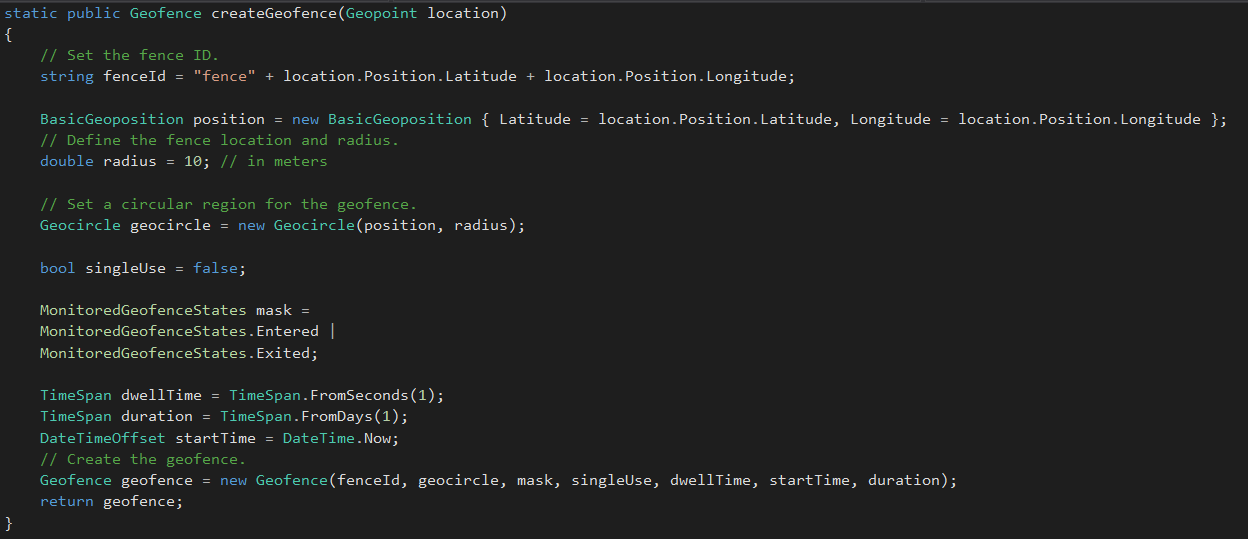 static public Geofence createGeofence(Geopoint location)
{
// Set the fence ID.
string fenceId = "fence" + location.Position.Latitude + location.Position.Longitude;
BasicGeoposition position = new BasicGeoposition { Latitude = location.Position.Latitude, Longitude = location.Position.Longitude };
// Define the fence location and radius.
double radius = 10; // in meters
// Set a circular region for the geofence.
Geocircle geocircle = new Geocircle(position, radius);
bool singleUse = false;
MonitoredGeofenceStates mask =
MonitoredGeofenceStates.Entered |
MonitoredGeofenceStates.Exited;
TimeSpan dwellTime = TimeSpan.FromSeconds(1);
TimeSpan duration = TimeSpan.FromDays(1);
DateTimeOffset startTime = DateTime.Now;
// Create the geofence.
Geofence geofence = new Geofence(fenceId, geocircle, mask, singleUse, dwellTime, startTime, duration);
return geofence;
}